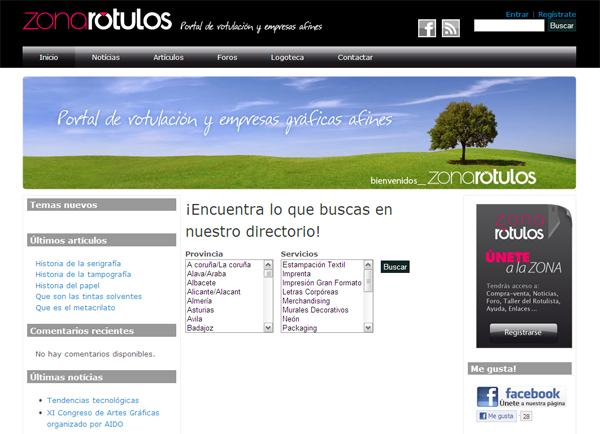 zonarotulos Portal de rotulación y empresas afines
Entrar | Regístrate
Buscar
Inicio Noticias Artículos Foros Logoteca Contactar
Portal de rotulación y empresas gráficas afines
bienvenidos_zonarotulos
Temas nuevos
Últimos artículos
Historia de la serigrafía
Historia de la tampografía
Historia del papel
Que son las tintas solventes
Que es el metacrilato
Comentarios recientes
No hay comentarios disponibles.
Últimas noticias
Tendencias tecnológicas
XI Congreso de Artes Gráficas
organizado por AIDO
¡Encuentra lo que buscas en
nuestro directorio!
Provincia
A coruña/La coruña
Alava/Araba
Albacete
Alicante/Alacant
Almería
Asturias
Avila
Badajoz
Servicios
Estampación Textil
Imprenta
Impresión Gran Formato
Letras Corpóreas
Merchandising
Murales Decorativos
Neón
Packaging
Buscar
zona
rotulos
ÚNETE
a la ZONA
Tendrás acceso a:
Compra-venta, Noticias,
Foro, Taller del Rotulista,
Ayuda, Enlaces...
Registrarse
Me gusta!
facebook
Únete a nuestra página
Me gusta 28